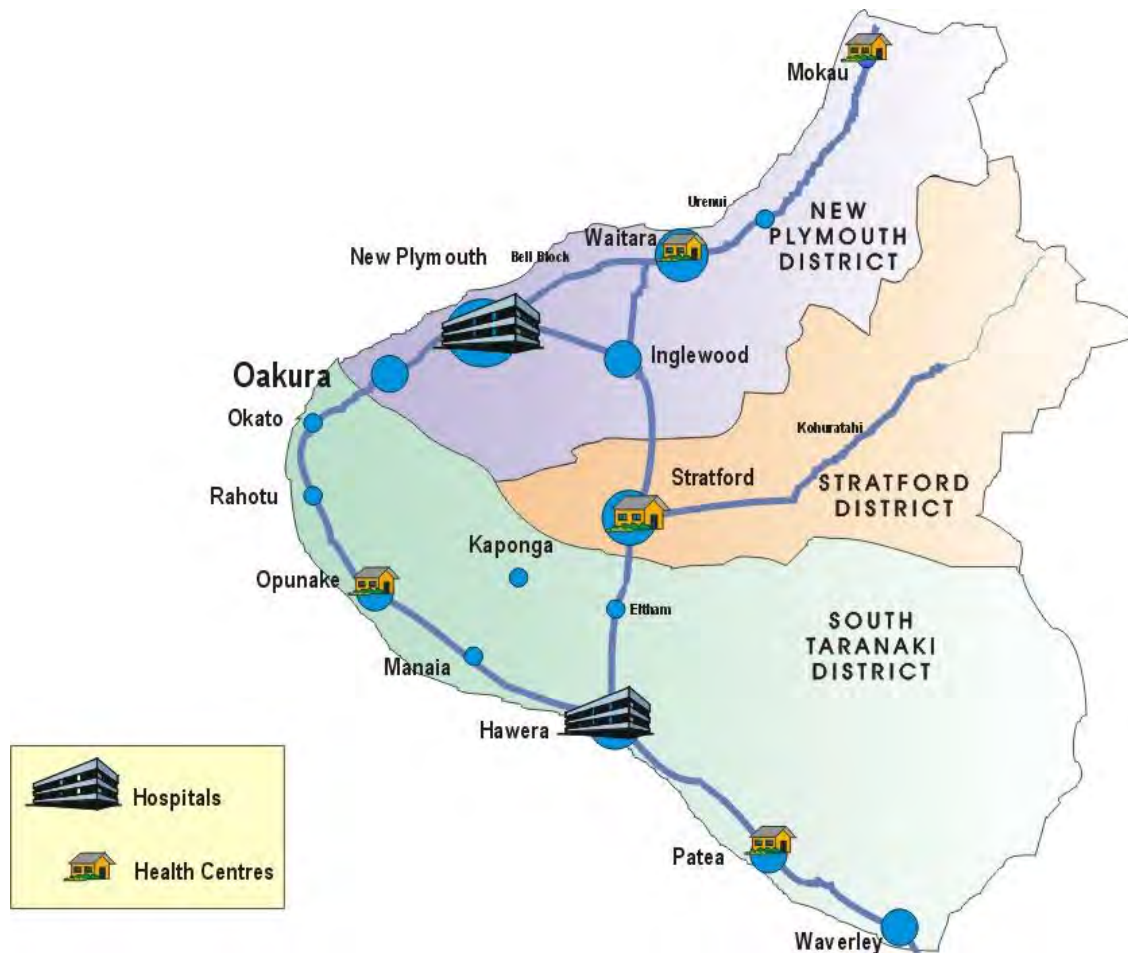 Mokau
Urenui
NEW
PLYMOUTH
DISTRICT
Waitara
Bell Block
New Plymouth
Inglewood
Oakura
Okato
Kohuratahi
Stratford
STRATFORD
DISTRICT
Rahotu
Kaponga
Opunake
Eltham
SOUTH
TARANAKI
DISTRICT
Manaia
Hawera
Hospitals
Health Centres
Patea
Waverley